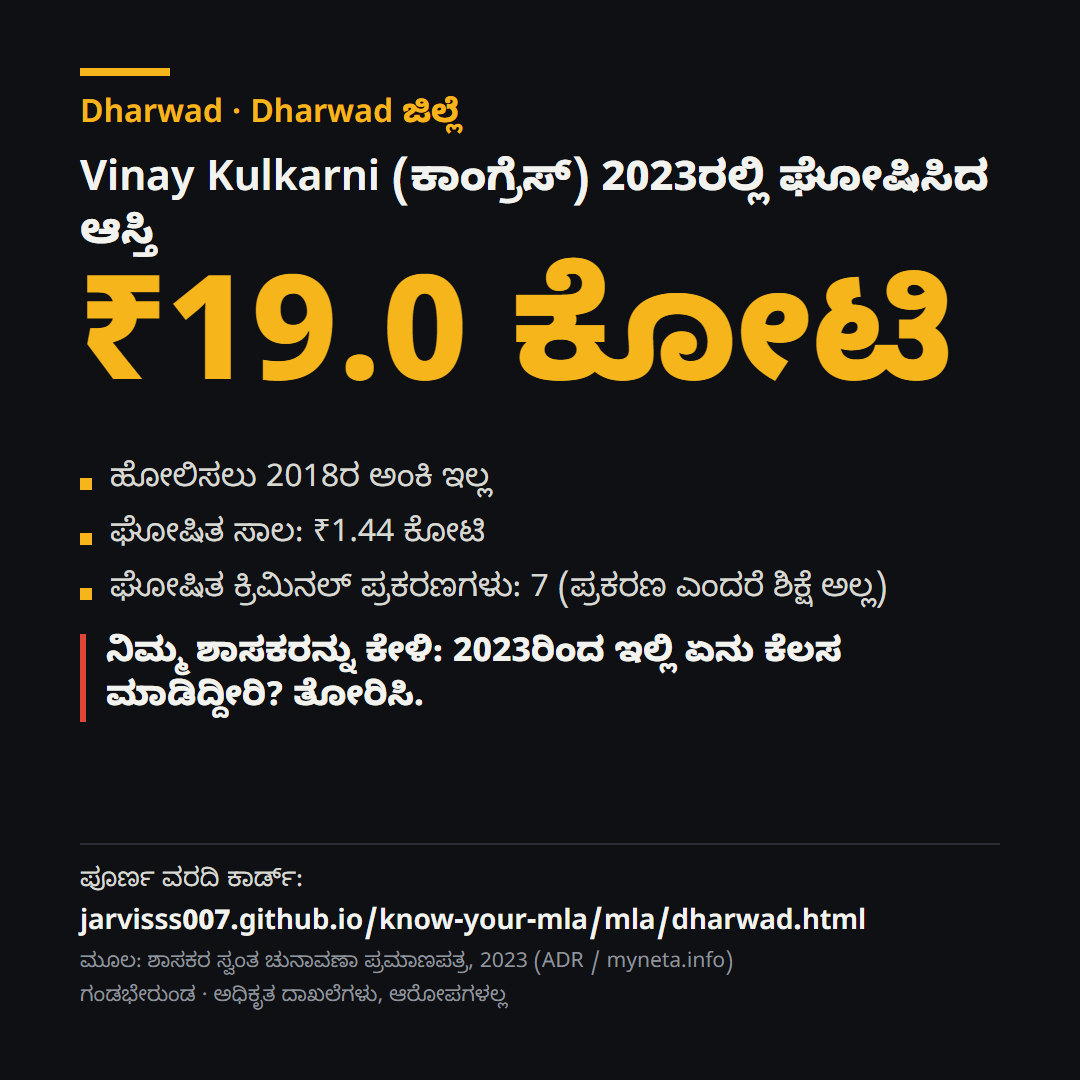 Dharwad · Dharwad ಜಿಲ್ಲೆ
Vinay Kulkarni (ಕಾಂಗ್ರೆಸ್) 2023ರಲ್ಲಿ ಘೋಷಿಸಿದ
ಆಸ್ತಿ
₹19.0 ಕೋಟಿ
ಹೋಲಿಸಲು 2018ರ ಅಂಕಿ ಇಲ್ಲ
ಘೋಷಿತ ಸಾಲ: ₹1.44 ಕೋಟಿ
ಘೋಷಿತ ಕ್ರಿಮಿನಲ್ ಪ್ರಕರಣಗಳು: 7 (ಪ್ರಕರಣ ಎಂದರೆ ಶಿಕ್ಷೆ ಅಲ್ಲ)
ನಿಮ್ಮ ಶಾಸಕರನ್ನು ಕೇಳಿ: 2023ರಿಂದ ಇಲ್ಲಿ ಏನು ಕೆಲಸ
ಮಾಡಿದ್ದೀರಿ? ತೋರಿಸಿ.
ಪೂರ್ಣ ವರದಿ ಕಾರ್ಡ್:
jarvisss007.github.io/know-your-mla/mla/dharwad.html
ಮೂಲ: ಶಾಸಕರ ಸ್ವಂತ ಚುನಾವಣಾ ಪ್ರಮಾಣಪತ್ರ, 2023 (ADR / myneta.info)
ಗಂಡಭೇರುಂಡ · ಅಧಿಕೃತ ದಾಖಲೆಗಳು, ಆರೋಪಗಳಲ್ಲ